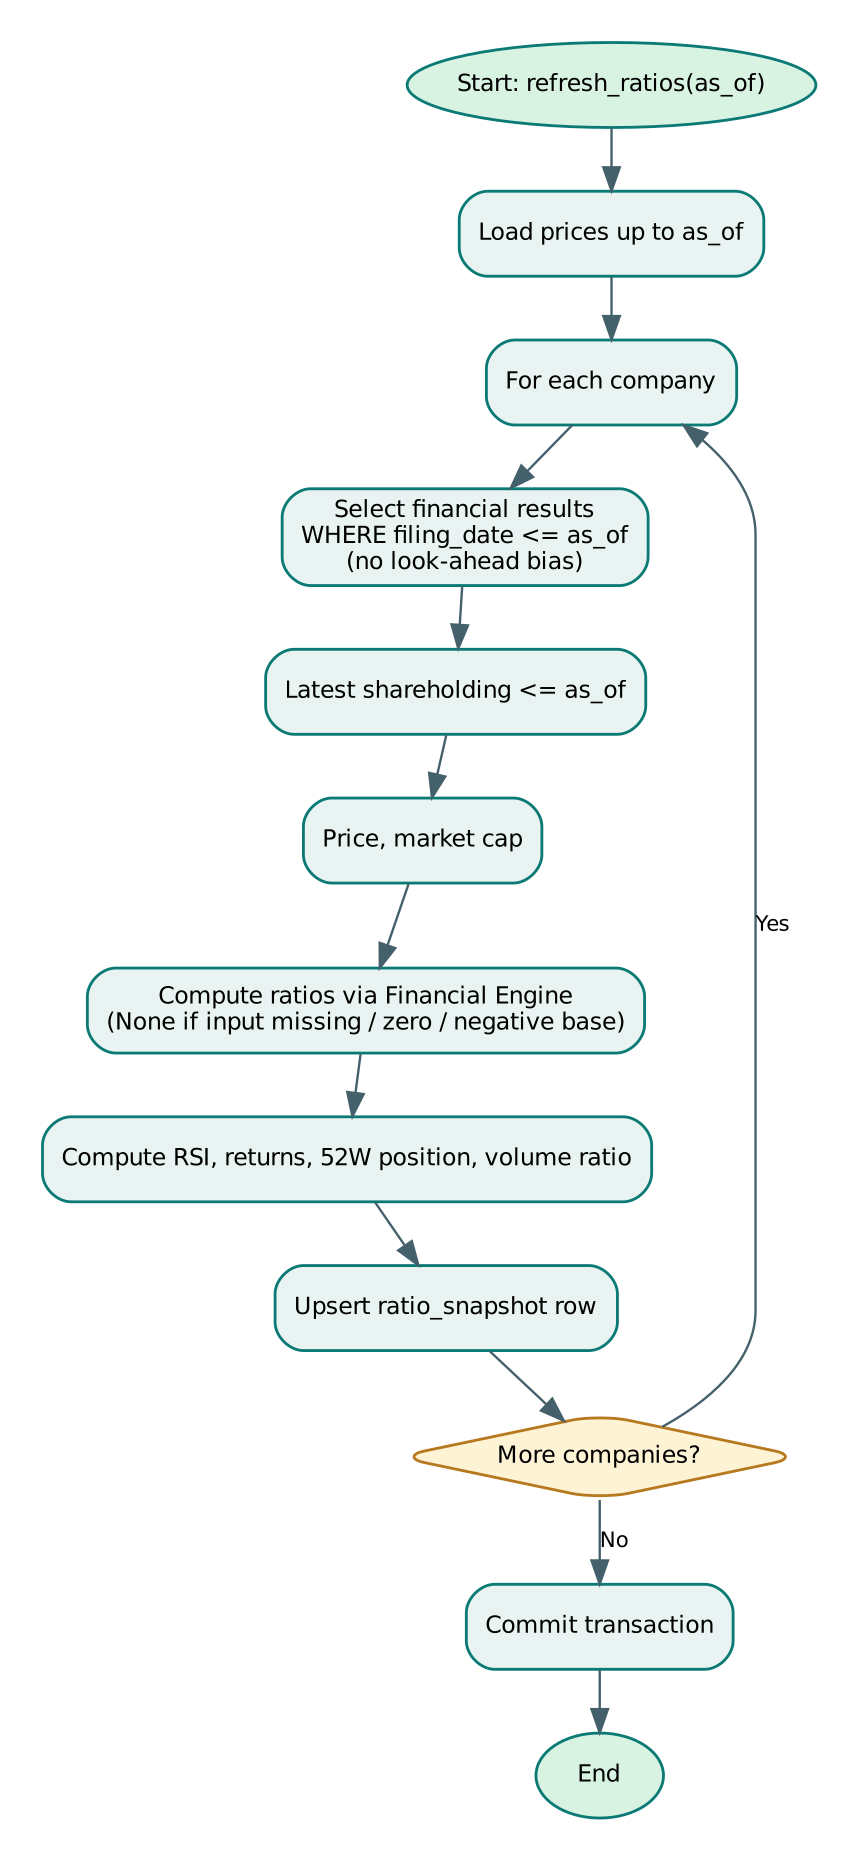 Start: refresh_ratios(as_of)
Load prices up to as_of
For each company
Select financial results
WHERE filing_date <= as_of
(no look-ahead bias)
Latest shareholding <= as_of
Price, market cap
Yes
Compute ratios via Financial Engine
(None if input missing / zero / negative base)
Compute RSI, returns, 52W position, volume ratio
Upsert ratio_snapshot row
More companies?
No
Commit transaction
End